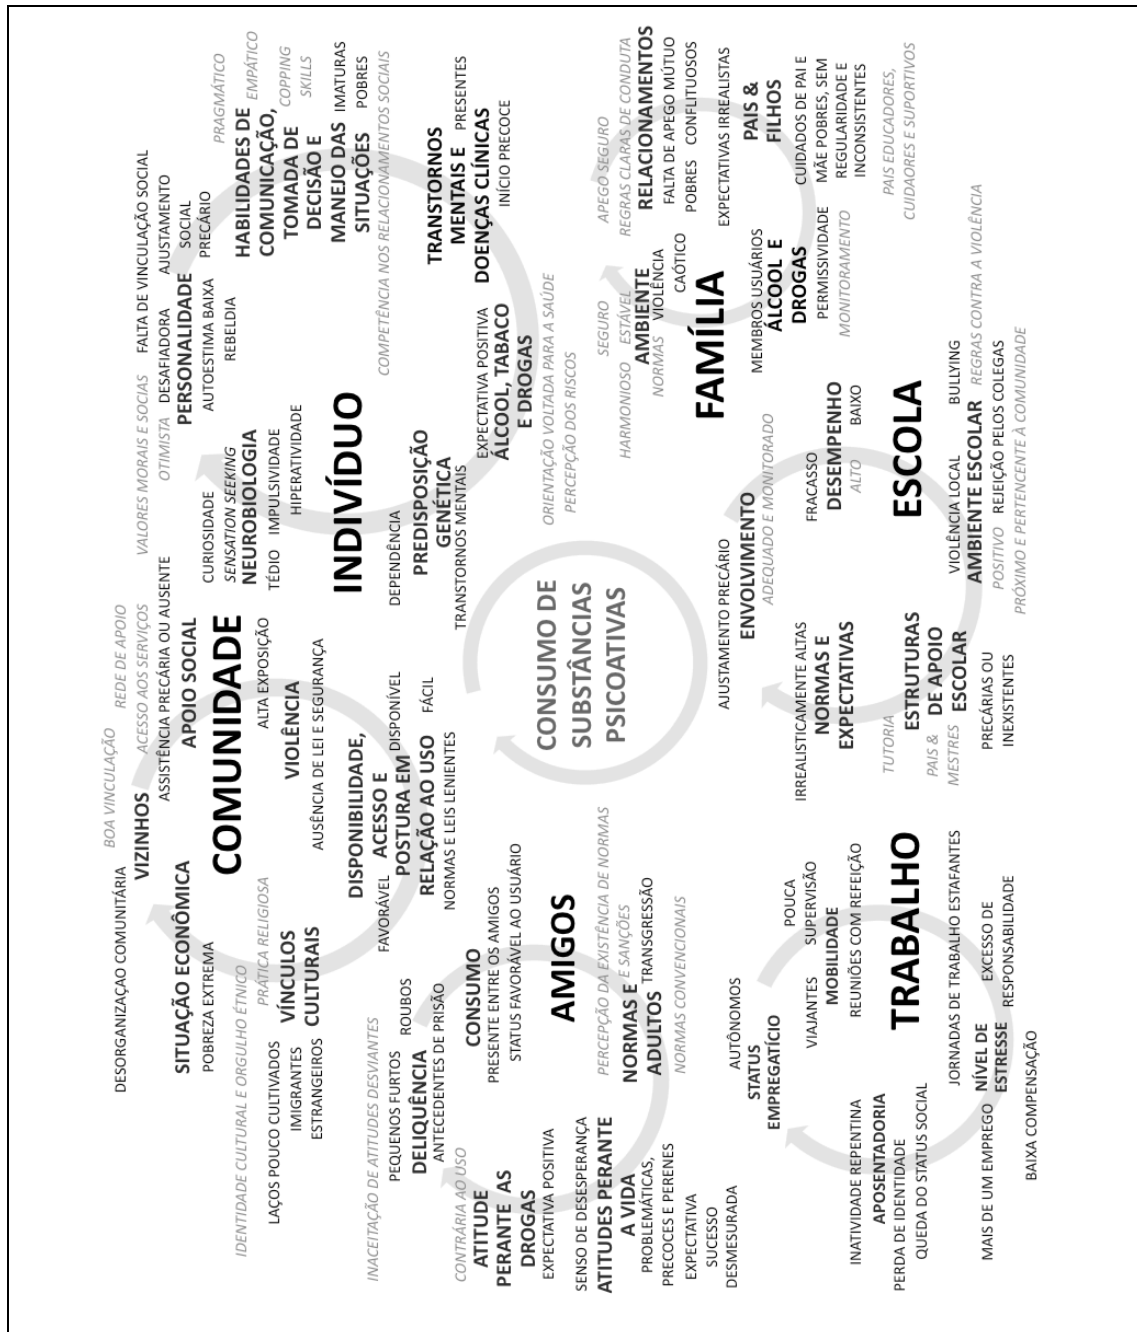 DESORGANIZAÇAO COMUNITÁRIA
BOA VINCULAÇÃO
REDE DE APOIO
VIZINHOS
ACESSO AOS SERVIÇOS
ASSISTÊNCIA PRECÁRIA OU AUSENTE
SITUAÇÃO ECONÔMICA
APOIO SOCIAL
POBREZA EXTREMA
COMUNIDADE
IDENTIDADE CULTURAL E ORGULHO ÉTNICO
PRÁTICA RELIGIOSA
LAÇOS POUCO CULTIVADOS
VÍNCULOS
CULTURAIS
IMIGRANTES
ESTRANGEIROS
ALTA EXPOSIÇÃO
VIOLÊNCIA
AUSÊNCIA DE LEI E SEGURANÇA
DISPONIBILIDADE,
ACESSO E
POSTURA EM
RELAÇÃO AO USO
FAVORÁVEL
DISPONÍVEL
FÁCIL
NORMAS E LEIS LENIENTES
VALORES MORAIS E SOCIAS
FALTA DE VINCULAÇÃO SOCIAL
OTIMISTA
DESAFIADORA
AJUSTAMENTO
SOCIAL
PRECÁRIO
PERSONALIDADE
AUTOESTIMA BAIXA
REBELDIA
CURIOSIDADE
SENSATION SEEKING
NEUROBIOLOGIA
TÉDIO
IMPULSIVIDADE
HIPERATIVIDADE
PRAGMÁTICO
EMPÁTICO
COPPING
SKILLS
HABILIDADES DE
COMUNICAÇÃO,
TOMADA DE
DECISÃO E
MANEJO DAS
SITUAÇÕES
IMATURAS
POBRES
COMPETÊNCIA NOS RELACIONAMENTOS SOCIAIS
INDIVÍDUO
DEPENDÊNCIA
PREDISPOSIÇÃO
GENÉTICA
TRANSTORNOS MENTAIS
TRANSTORNOS
MENTAIS E
DOENÇAS CLÍNICAS
PRESENTES
INÍCIO PRECOCE
EXPECTATIVA POSITIVA
ÁLCOOL, TABACO
E DROGAS
ORIENTAÇÃO VOLTADA PARA A SAÚDE
PERCEPÇÃO DOS RISCOS
INACEITAÇÃO DE ATITUDES DESVIANTES
PEQUENOS FURTOS
ROUBOS
DELIQUÊNCIA
ANTECEDENTES DE PRISÃO
CONTRÁRIA AO USO
ATITUDE
PERANTE AS
DROGAS
EXPECTATIVA POSITIVA
CONSUMO
PRESENTE ENTRE OS AMIGOS
STATUS FAVORÁVEL AO USUÁRIO
AMIGOS
SENSO DE DESESPERANÇA
ATITUDES PERANTE
A VIDA
PROBLEMÁTICAS,
PRECOCES E PERENES
EXPECTATIVA
SUCESSO
DESMESURADA
PERCEPÇÃO DA EXISTÊNCIA DE NORMAS
E SANÇÕES
NORMAS E
ADULTOS
TRANSGRESSÃO
NORMAS CONVENCIONAIS
CONSUMO DE
SUBSTÂNCIAS
PSICOATIVAS
APEGO SEGURO
REGRAS CLARAS DE CONDUTA
RELACIONAMENTOS
FALTA DE APEGO MÚTUO
POBRES
CONFLITUOSOS
EXPECTATIVAS IRREALISTAS
SEGURO
HARMONIOSO
ESTÁVEL
AMBIENTE
NORMAS
VIOLÊNCIA
CAÓTICO
FAMÍLIA
PAIS &
FILHOS
CUIDADOS DE PAI E
MÃE POBRES, SEM
REGULARIDADE E
INCONSISTENTES
PAIS EDUCADORES,
CUIDAORES E SUPORTIVOS
MEMBROS USUÁRIOS
ÁLCOOL E
DROGAS
PERMISSIVIDADE
MONITORAMENTO
AUTÔNOMOS
STATUS
EMPREGATÍCIO
POUCA
SUPERVISÃO
VIAJANTES
MOBILIDADE
REUNIÕES COM REFEIÇÃO
TRABALHO
INATIVIDADE REPENTINA
APOSENTADORIA
PERDA DE IDENTIDADE
QUEDA DO STATUS SOCIAL
JORNADAS DE TRABALHO ESTAFANTES
NÍVEL DE
ESTRESSE
EXCESSO DE
RESPONSABILIDADE
MAIS DE UM EMPREGO
BAIXA COMPENSAÇÃO
AJUSTAMENTO PRECÁRIO
ENVOLVIMENTO
ADEQUADO E MONITORADO
IRREALISTICAMENTE ALTAS
NORMAS E
EXPECTATIVAS
FRACASSO
DESEMPENHO
ALTO
BAIXO
ESCOLA
TUTORIA
PAIS &
MESTRES
ESTRUTURAS
DE APOIO
ESCOLAR
PRECÁRIAS OU
INEXISTENTES
VIOLÊNCIA LOCAL
BULLYING
AMBIENTE ESCOLAR
REGRAS CONTRA A VIOLÊNCIA
POSITIVO
REJEIÇÃO PELOS COLEGAS
PRÓXIMO E PERTENCENTE À COMUNIDADE